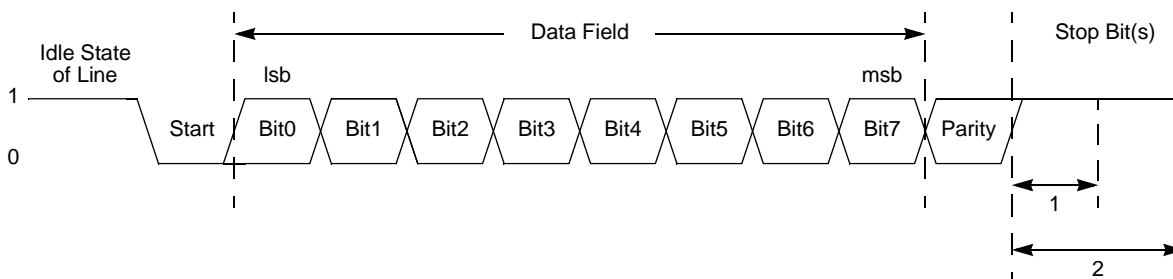 Data Field
Stop Bit(s)
Idle State
of Line
lsb
msb
1
Start
Bit0
Bit1
Bit2
Bit3
Bit4
Bit5
Bit6
Bit7
Parity
0
1
2